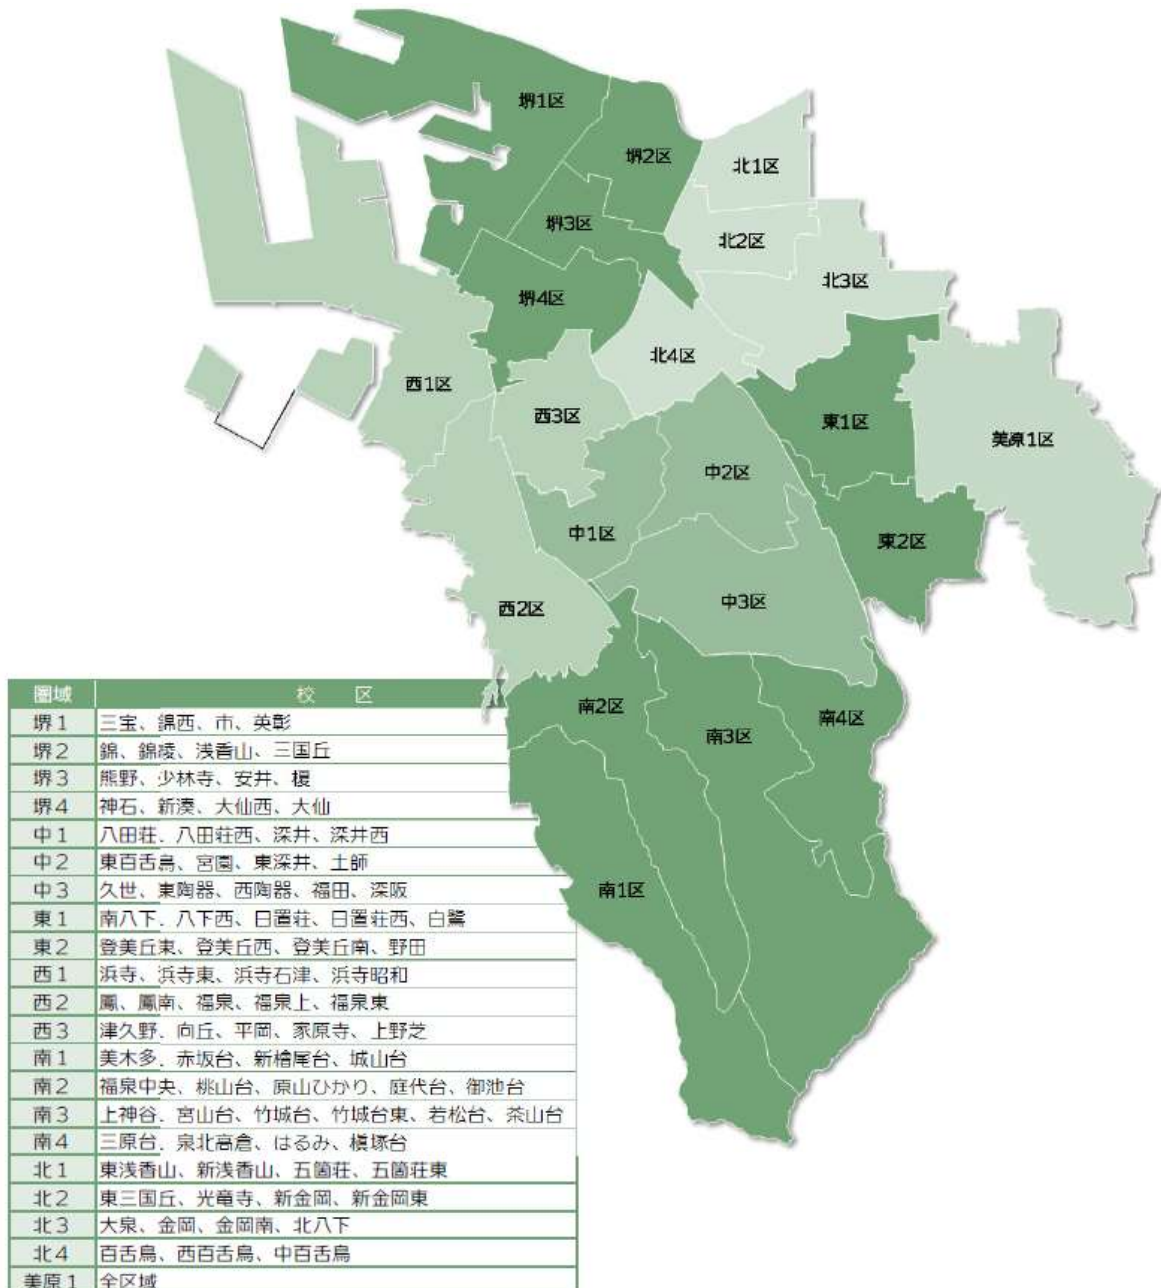 堺1区
堺2区
北1区
堺3区
北2区
北3区
堺4区
北4区
西1区
西3区
東1区
美原1区
中2区
中1区
東2区
中3区
西2区
南2区
南4区
南3区
南1区
圏域 校区
堺1 三宝、錦西、市、英彰
堺2 錦、錦綾、浅香山、三国丘
堺3 熊野、少林寺、安井、榎
堺4 神石、新湊、大仙西、大仙
中1 八田荘、八田荘西、深井、深井西
中2 東百舌鳥、宮園、東深井、土師
中3 久世、東陶器、西陶器、福田、深阪
東1 南八下、八下西、日置荘、日置荘西、白鷺
東2 登美丘東、登美丘西、登美丘南、野田
西1 浜寺、浜寺東、浜寺石津、浜寺昭和
西2 鳳、鳳南、福泉、福泉上、福泉東
西3 津久野、向丘、平岡、家原寺、上野芝
南1 美木多、赤坂台、新檜尾台、城山台
南2 福泉中央、桃山台、原山ひかり、庭代台、御池台
南3 上神谷、宮山台、竹城台、竹城台東、若松台、茶山台
南4 三原台、泉北高倉、はるみ、槇塚台
北1 東浅香山、新浅香山、五箇荘、五箇荘東
北2 東三国丘、光竜寺、新金岡、新金岡東
北3 大泉、金岡、金岡南、北八下
北4 百舌鳥、西百舌鳥、中百舌鳥
美原1 全区域